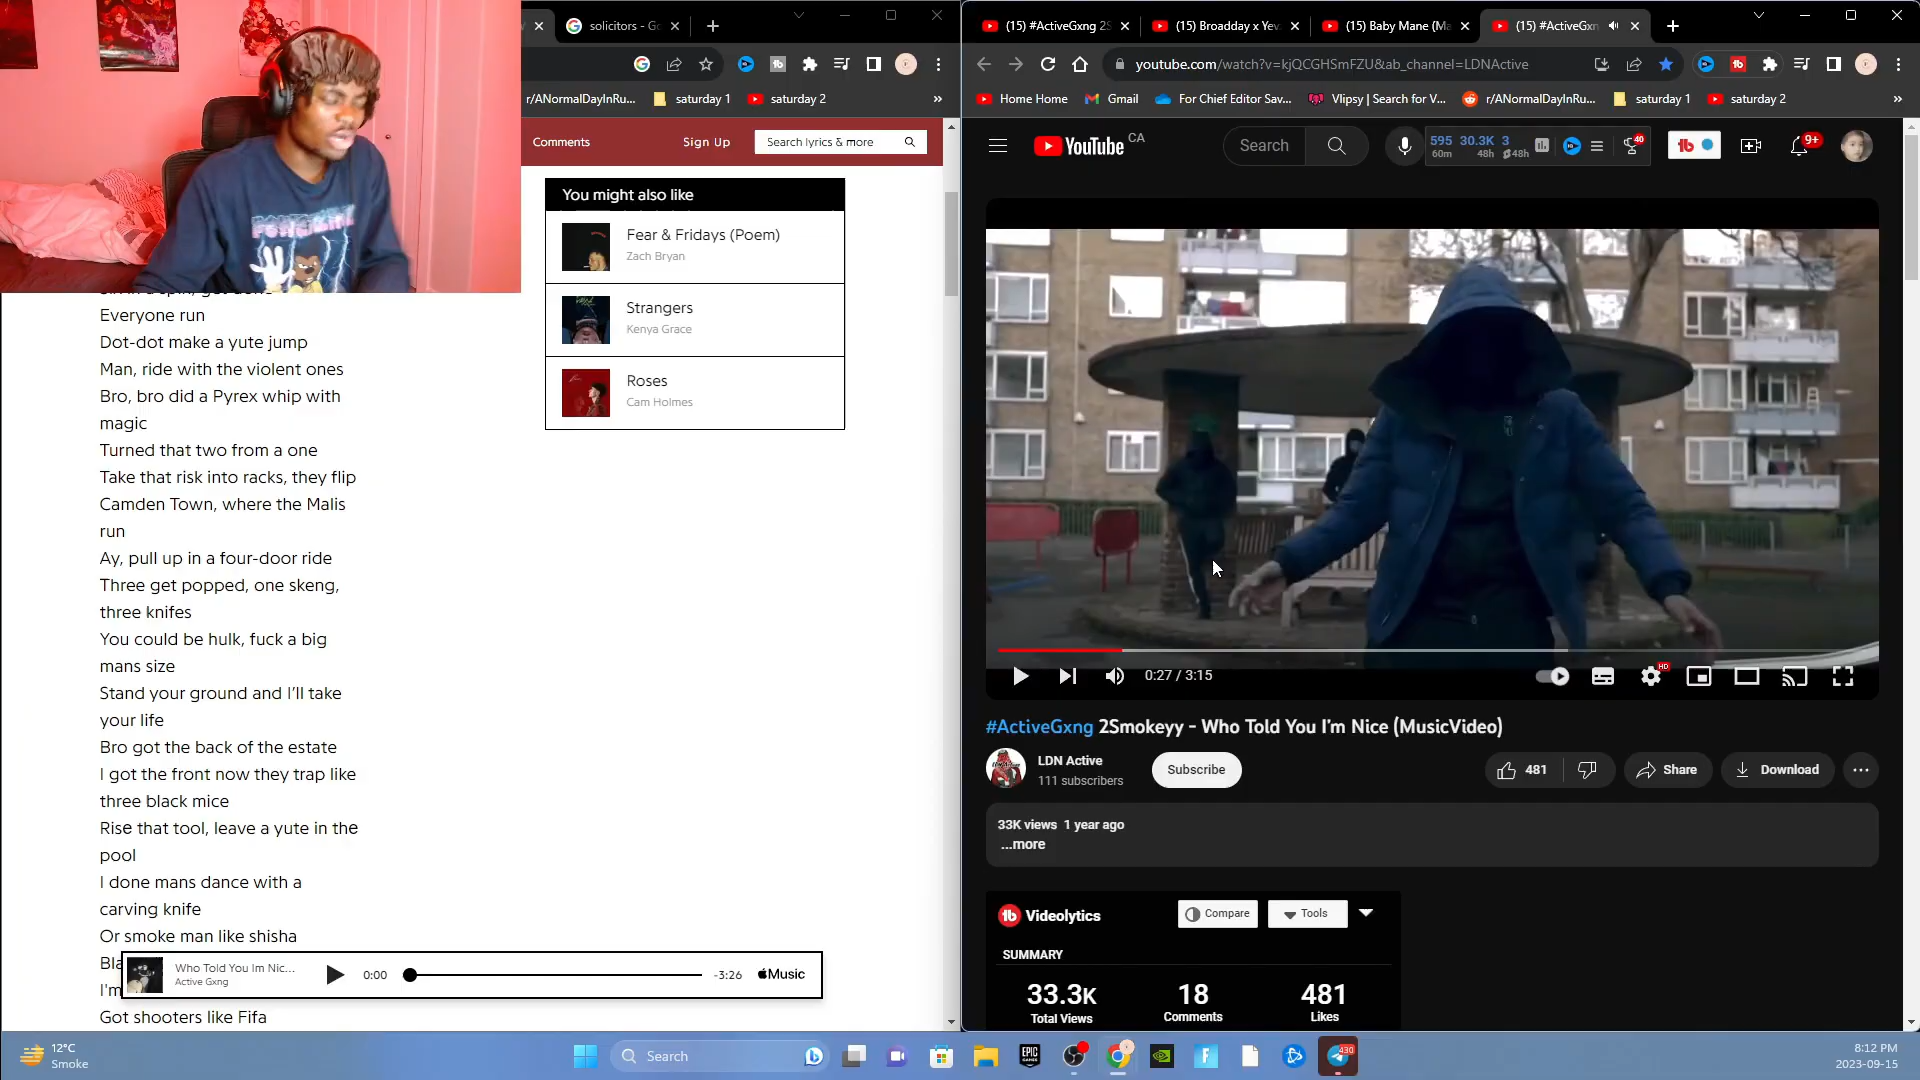 solicitors - Go
(15) #ActiveGxng 2S
(15) Broadday x Yev
(15) Baby Mane (Ma
(15) #ActiveGxn
youtube.com/watch?v=kjQCGHSmFZU&ab_channel=LDNActive
r/ANormalDayInRu...
saturday 1
saturday 2
»
Home Home
Gmail
For Chief Editor Sav...
Vlipsy | Search for V...
r/ANormalDayInRu...
saturday 1
saturday 2
»
Comments
Sign Up
Search lyrics & more
You might also like
Fear & Fridays (Poem)
Zach Bryan
Strangers
Kenya Grace
Roses
Cam Holmes
Everyone run
Dot-dot make a yute jump
Man, ride with the violent ones
Bro, bro did a Pyrex whip with
magic
Turned that two from a one
Take that risk into racks, they flip
Camden Town, where the Malis
run
Ay, pull up in a four-door ride
Three get popped, one skeng,
three knifes
You could be hulk, fuck a big
mans size
Stand your ground and I’ll take
your life
Bro got the back of the estate
I got the front now they trap like
three black mice
Rise that tool, leave a yute in the
pool
I done mans dance with a
carving knife
Or smoke man like shisha
Bla
I'm
Got shooters like Fifa
Who Told You Im Nic...
Active Gxng
0:00
-3:26
Music
YouTube CA
Search
595 30.3K 3
60m 48h 48h
40
tb
9+
0:27 / 3:15
HD
#ActiveGxng 2Smokeyy - Who Told You I'm Nice (MusicVideo)
LDN Active
111 subscribers
Subscribe
481
Share
Download
33K views 1 year ago
...more
tb Videolytics
Compare
Tools
SUMMARY
33.3K
Total Views
18
Comments
481
Likes
12°C
Smoke
Search
EPIC GAMES
430
8:12 PM
2023-09-15